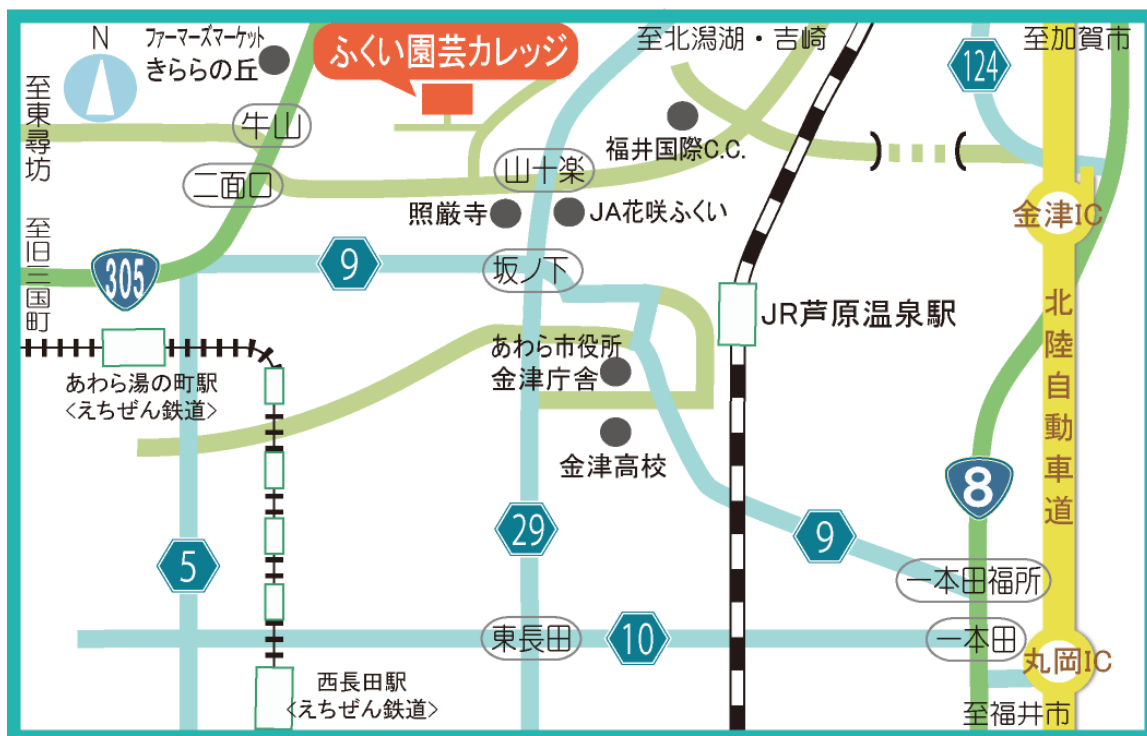 N
ファーマーズマーケット
きららの丘
ふくい園芸カレッジ
至北潟湖・吉崎
至加賀市
124
至東尋坊
牛山
福井国際C.C.
二面口
山十楽
照厳寺
JA花咲ふくい
金津IC
至旧三国町
305
9
坂ノ下
JR芦原温泉駅
北陸自動車道
あわら湯の町駅
<えちぜん鉄道>
あわら市役所
金津庁舎
金津高校
8
29
9
5
一本田福所
東長田
10
一本田
丸岡IC
西長田駅
<えちぜん鉄道>
至福井市